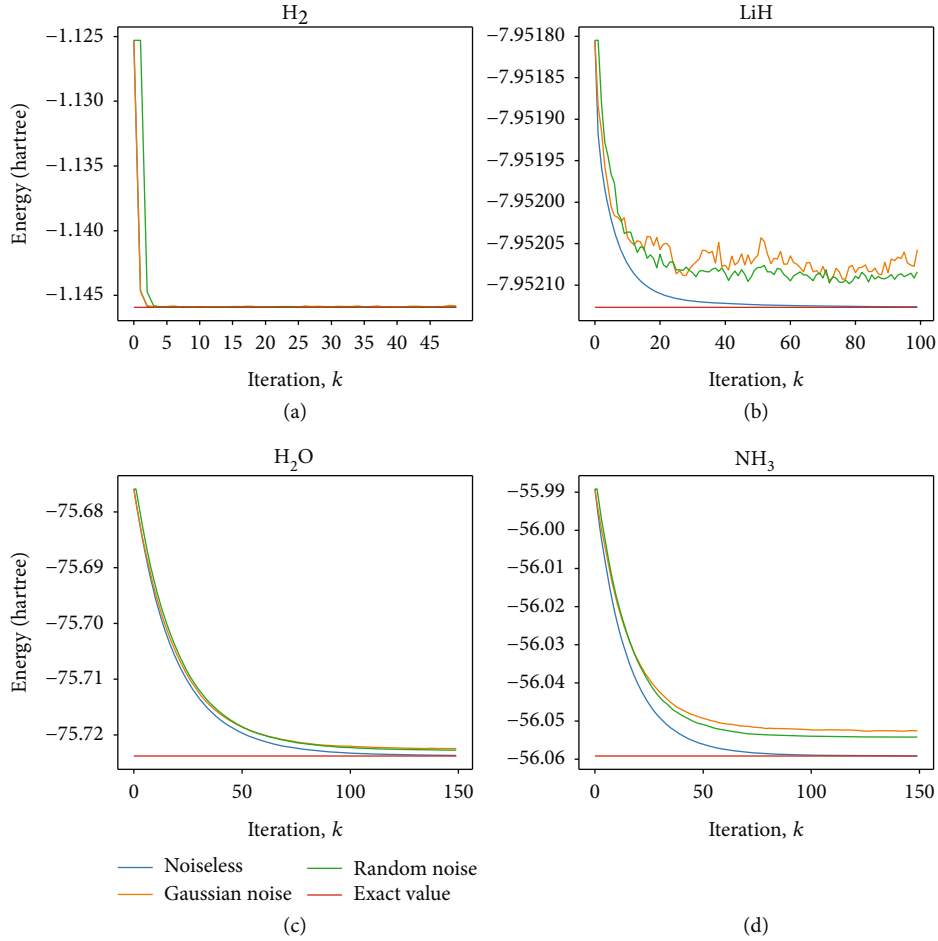 H2
−1.125
−1.130
−1.135
−1.140
−1.145
Energy (hartree)
0 5 10 15 20 25 30 35 40 45
Iteration, k
(a)
LiH
−7.95180
−7.95185
−7.95190
−7.95195
−7.95200
−7.95205
−7.95210
0 20 40 60 80 100
Iteration, k
(b)
H2O
−75.68
−75.69
−75.70
−75.71
−75.72
Energy (hartree)
0 50 100 150
Iteration, k
NH3
−55.99
−56.00
−56.01
−56.02
−56.03
−56.04
−56.05
−56.06
0 50 100 150
Iteration, k
Noiseless
Gaussian noise
Random noise
Exact value
(c)
(d)